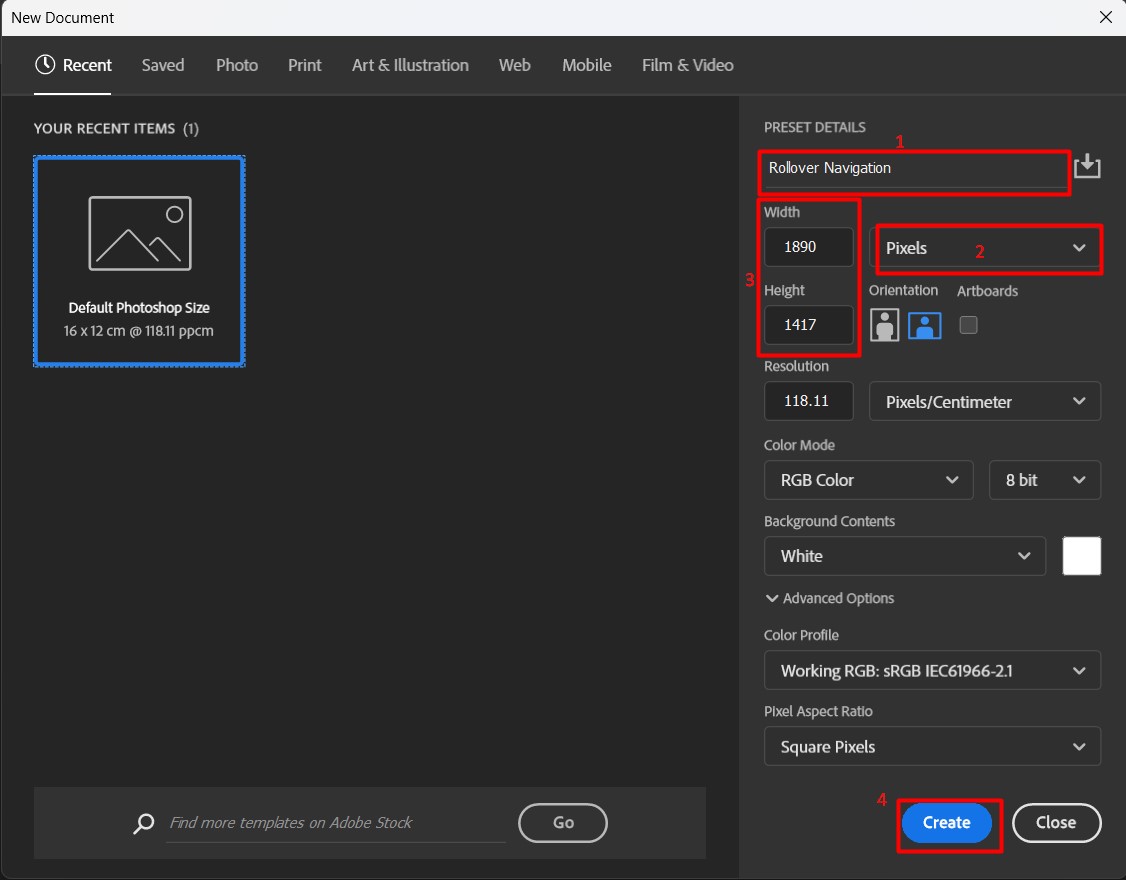 New Document
Recent Saved Photo Print Art & Illustration Web Mobile Film & Video
YOUR RECENT ITEMS (1)
Default Photoshop Size
16 x 12 cm @ 118.11 ppcm
Find more templates on Adobe Stock
Go
PRESET DETAILS
1
Rollover Navigation
Width
1890
Pixels
2
3
Height
Orientation
Artboards
1417
Resolution
118.11
Pixels/Centimeter
Color Mode
RGB Color
8 bit
Background Contents
White
Advanced Options
Color Profile
Working RGB: sRGB IEC61966-2.1
Pixel Aspect Ratio
Square Pixels
4
Create
Close